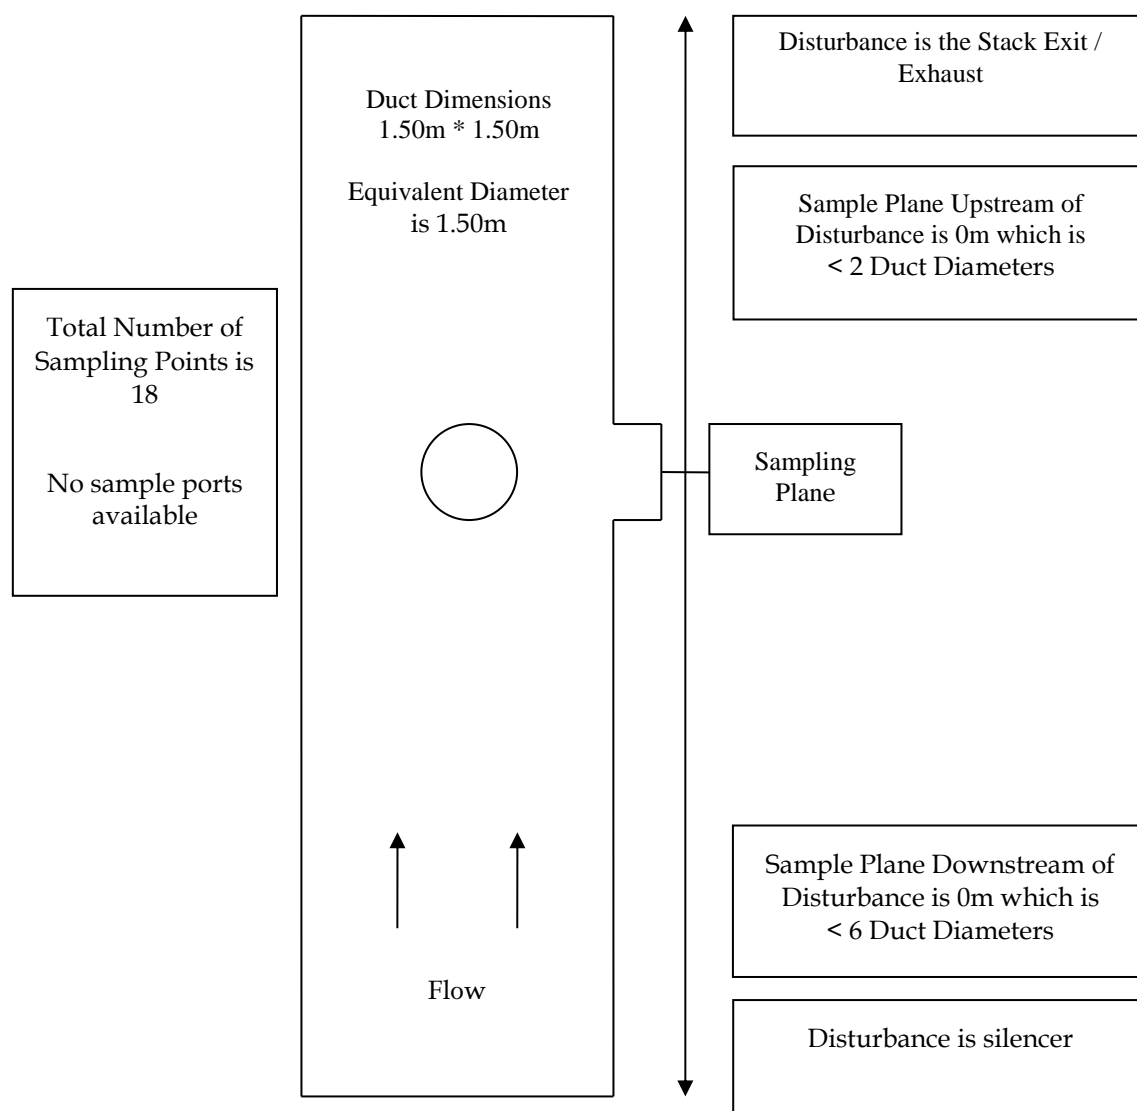 Disturbance is the Stack Exit /
Exhaust
Duct Dimensions
1.50m * 1.50m
Equivalent Diameter
is 1.50m
Sample Plane Upstream of
Disturbance is 0m which is
< 2 Duct Diameters
Total Number of
Sampling Points is
18
No sample ports
available
Sampling
Plane
Sample Plane Downstream of
Disturbance is 0m which is
< 6 Duct Diameters
Flow
Disturbance is silencer